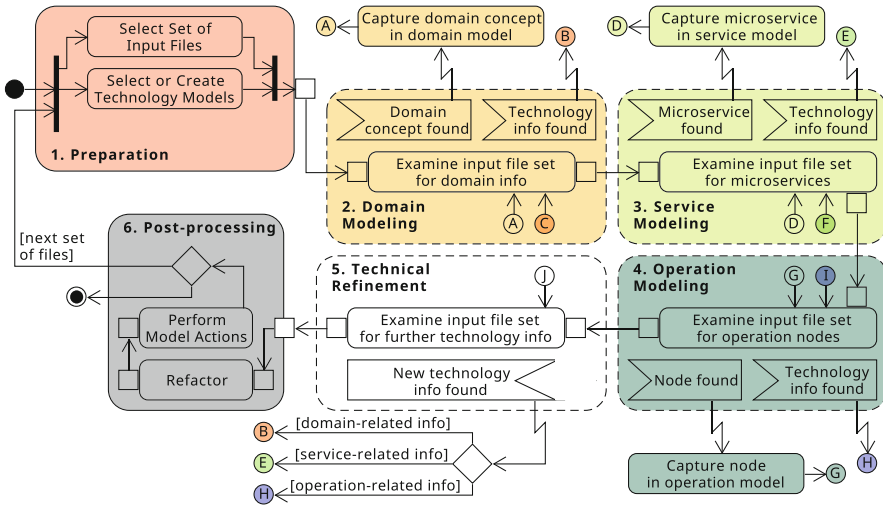 Select Set of
Input Files
Select or Create
Technology Models
1. Preparation
A
Capture domain concept
in domain model
B
Domain
concept found
Technology
info found
Examine input file set
for domain info
2. Domain
Modeling
A
C
D
Capture microservice
in service model
E
Microservice
found
Technology
info found
Examine input file set
for microservices
3. Service
Modeling
D
F
4. Operation
Modeling
G
I
Examine input file set
for operation nodes
Node found
Technology
info found
Capture node
in operation model
G
H
5. Technical
Refinement
J
Examine input file set
for further technology info
New technology
info found
[domain-related info]
B
[service-related info]
E
[operation-related info]
H
6. Post-processing
[next set
of files]
Perform
Model Actions
Refactor